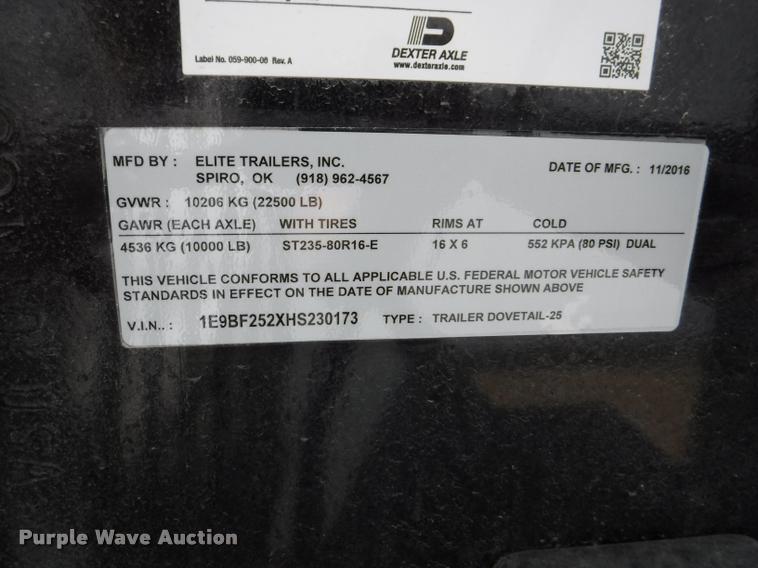 DEXTER AXLE
Label No. 059-900-06 Rev. A
www.dexteraxle.com
MFD BY : ELITE TRAILERS, INC. DATE OF MFG. : 11/2016
SPIRO, OK (918) 962-4567
GVWR : 10206 KG (22500 LB)
GAWR (EACH AXLE) WITH TIRES RIMS AT COLD
4536 KG (10000 LB) ST235-80R16-E 16 X 6 552 KPA (80 PSI) DUAL
THIS VEHICLE CONFORMS TO ALL APPLICABLE U.S. FEDERAL MOTOR VEHICLE SAFETY
STANDARDS IN EFFECT ON THE DATE OF MANUFACTURE SHOWN ABOVE
V.I.N.. : 1E9BF252XHS230173 TYPE : TRAILER DOVETAIL-25
Purple Wave Auction